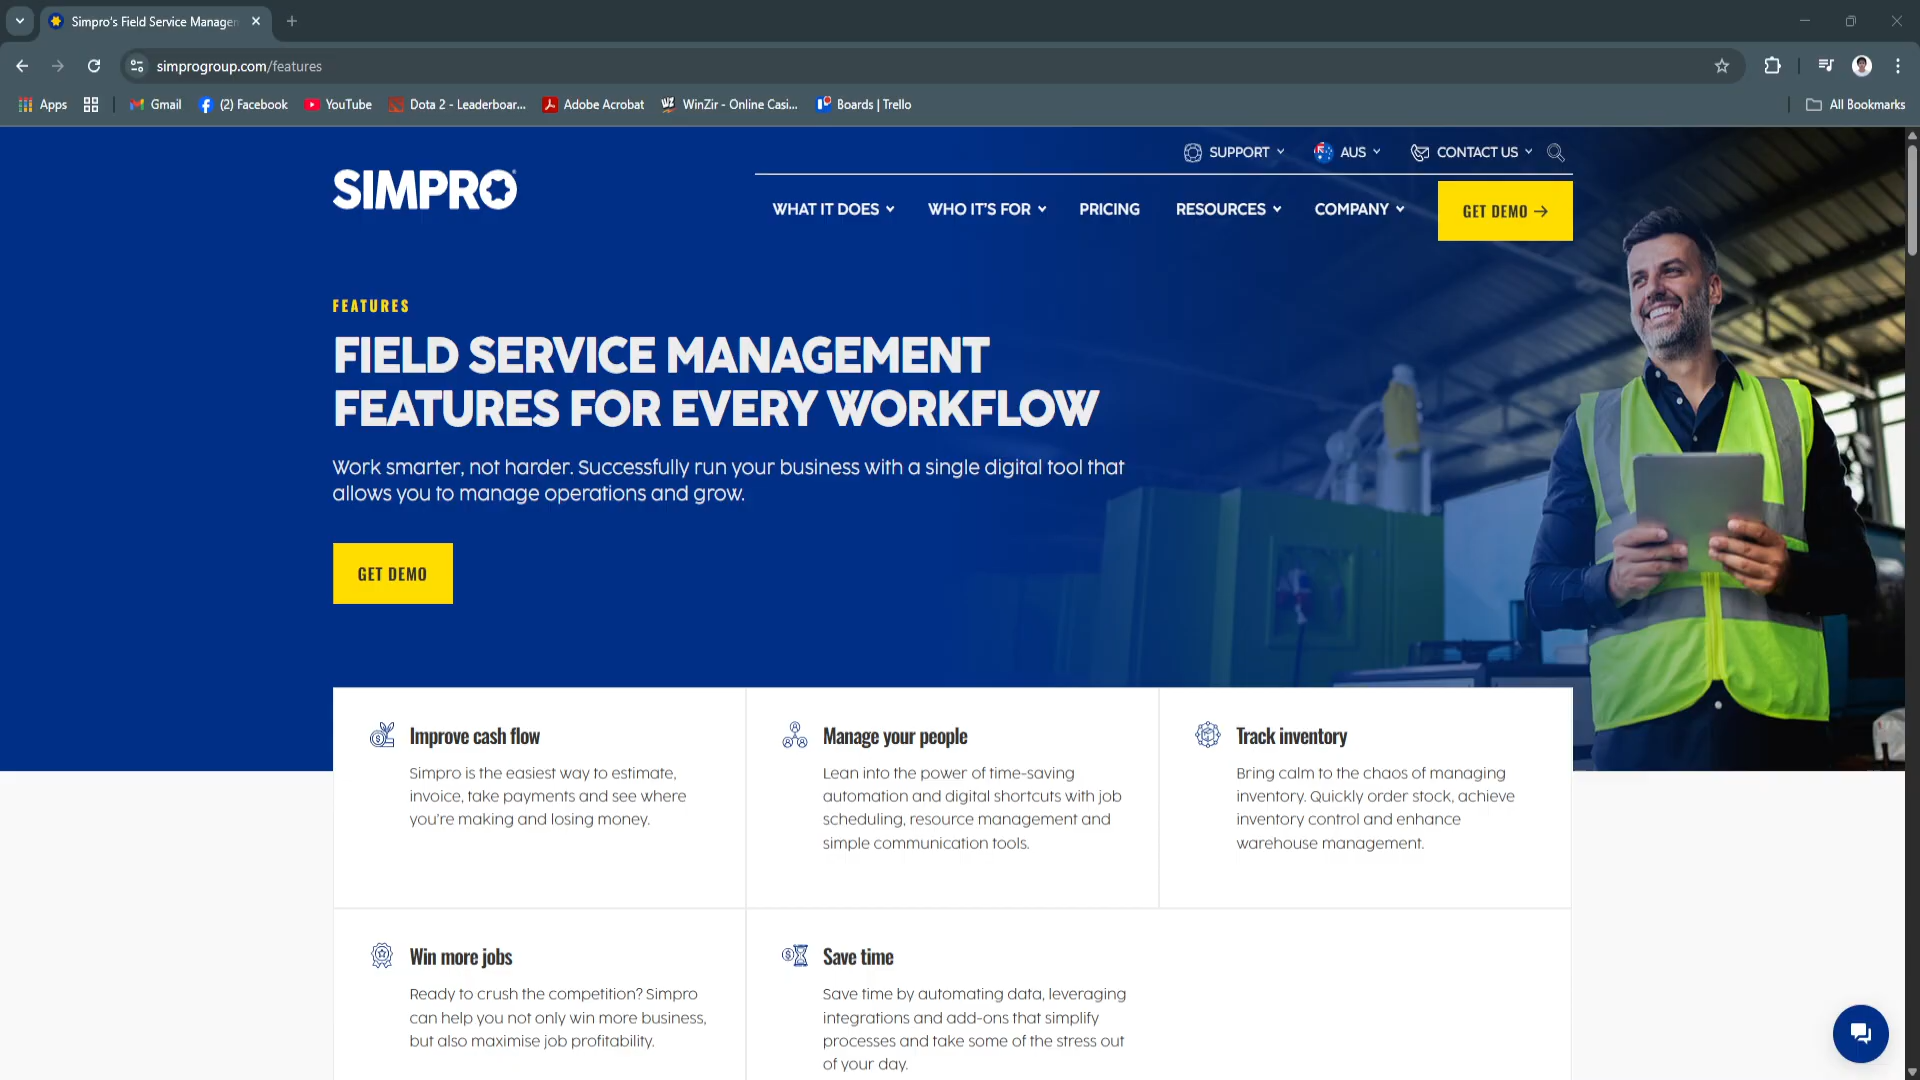 Simpro's Field Service Manager
simprogroup.com/features
Apps
Gmail
(2) Facebook
YouTube
Dota 2 - Leaderboar...
Adobe Acrobat
WinZir - Online Casi...
Boards | Trello
All Bookmarks
SUPPORT
AUS
CONTACT US
SIMPRO
WHAT IT DOES
WHO IT'S FOR
PRICING
RESOURCES
COMPANY
GET DEMO →
FEATURES
FIELD SERVICE MANAGEMENT
FEATURES FOR EVERY WORKFLOW
Work smarter, not harder. Successfully run your business with a single digital tool that
allows you to manage operations and grow.
GET DEMO
Improve cash flow
Simpro is the easiest way to estimate,
invoice, take payments and see where
you're making and losing money.
Manage your people
Lean into the power of time-saving
automation and digital shortcuts with job
scheduling, resource management and
simple communication tools.
Track inventory
Bring calm to the chaos of managing
inventory. Quickly order stock, achieve
inventory control and enhance
warehouse management.
Win more jobs
Ready to crush the competition? Simpro
can help you not only win more business,
but also maximise job profitability.
Save time
Save time by automating data, leveraging
integrations and add-ons that simplify
processes and take some of the stress out
of your day.